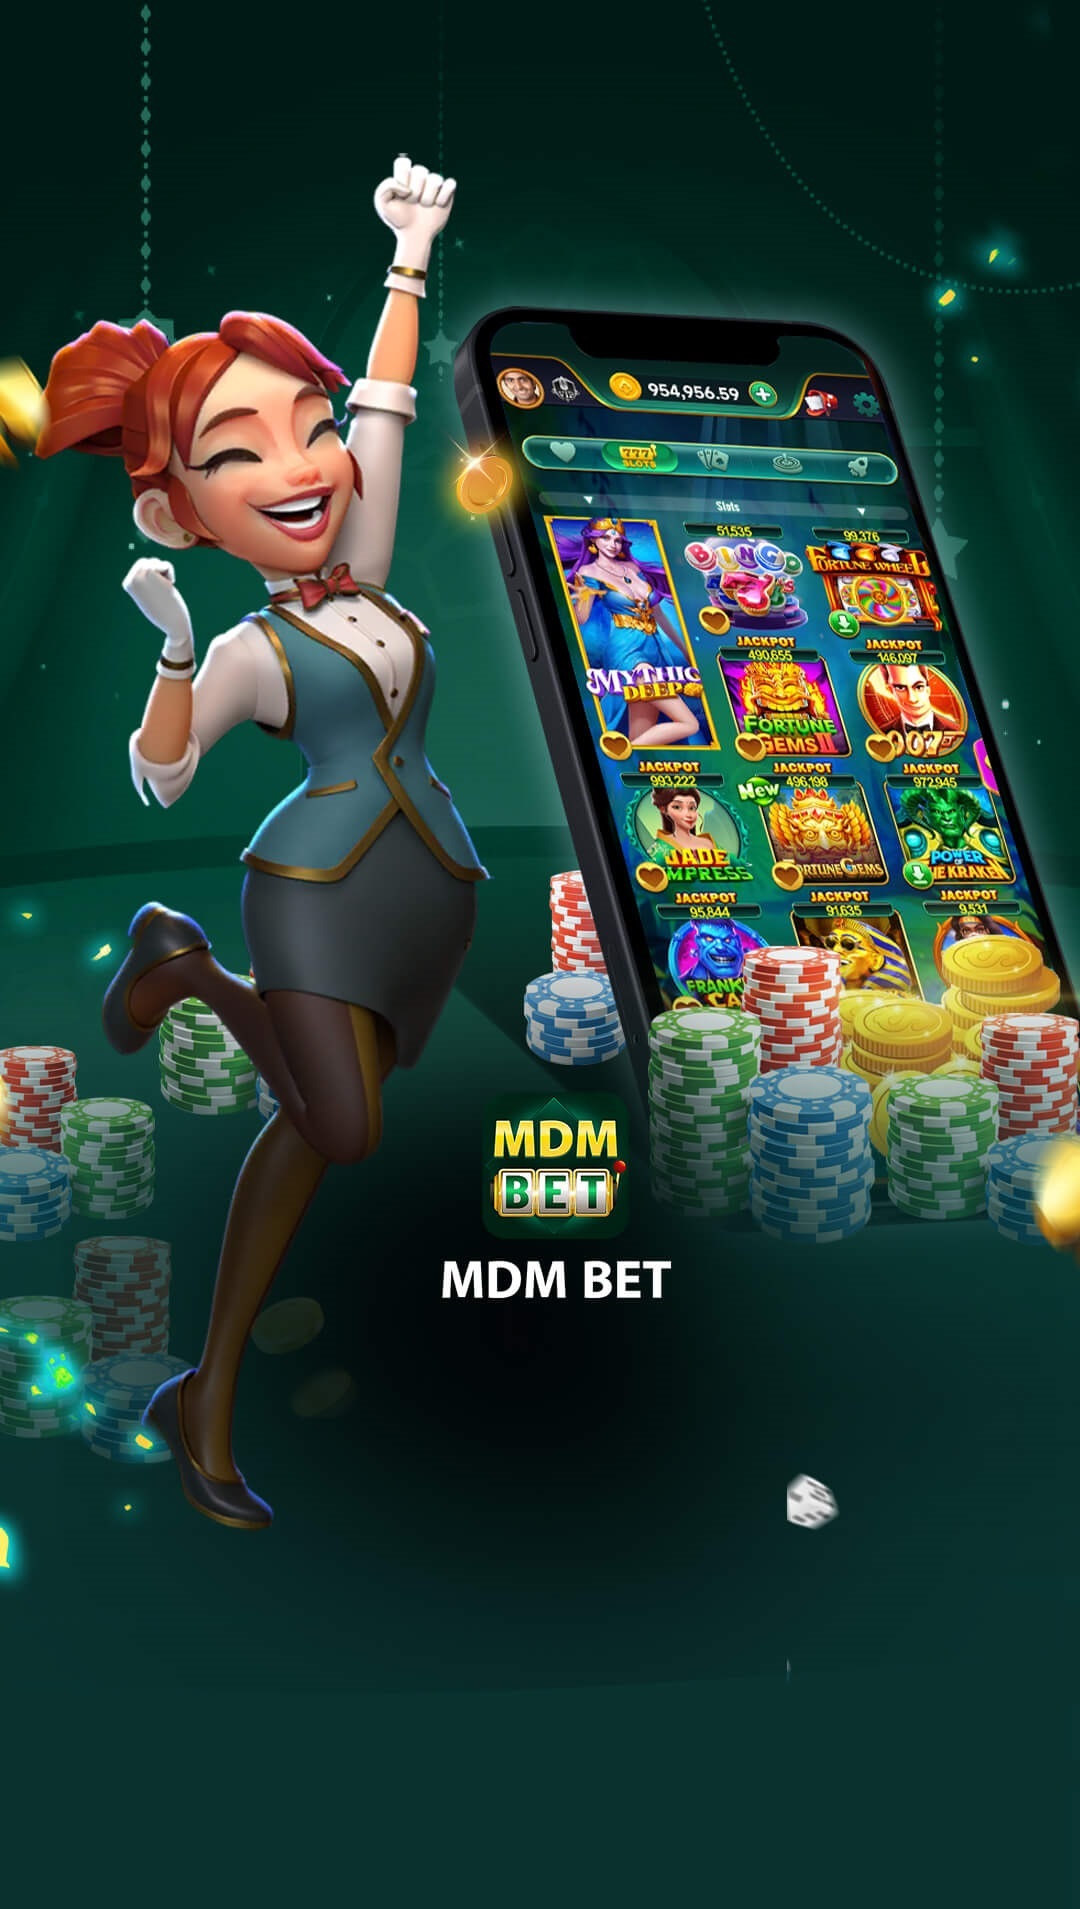 954,956.59
777
SLOTS
Slots
51,535
99,376
BINGO
7's
FORTUNE WHEEL
JACKPOT
490,655
JACKPOT
146,097
MYTHIC
DEEP
FORTUNE
GEMS II
007
JACKPOT
993,222
JACKPOT
496,198
JACKPOT
972,945
New
JADE
EMPRESS
FORTUNE GEMS
POWER
OF
THE KRAKEN
JACKPOT
95,844
JACKPOT
91,635
JACKPOT
9,531
FRANK
CA
MDM
BET
MDM BET